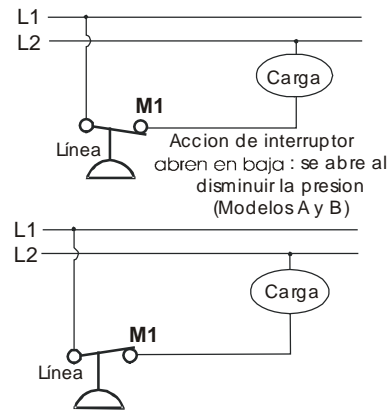 L1
L2
Carga
M1
Línea
Accion de interruptor
abren en baja : se abre al
disminuir la presion
(Modelos A y B)
L1
L2
Carga
M1
Línea